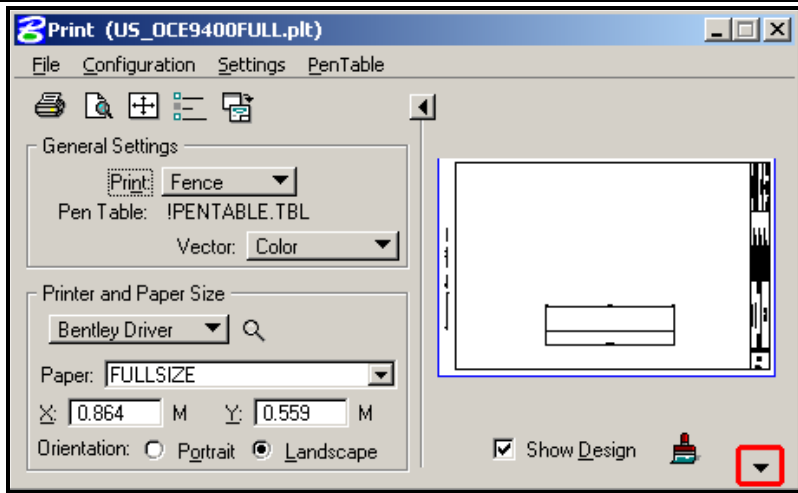 Print (US_OCE9400FULL.plt)
File Configuration Settings PenTable
General Settings
Print: Fence
Pen Table: !PENTABLE.TBL
Vector: Color
Printer and Paper Size
Bentley Driver
Paper: FULLSIZE
X: 0.864 M Y: 0.559 M
Orientation: Portrait Landscape
Show Design